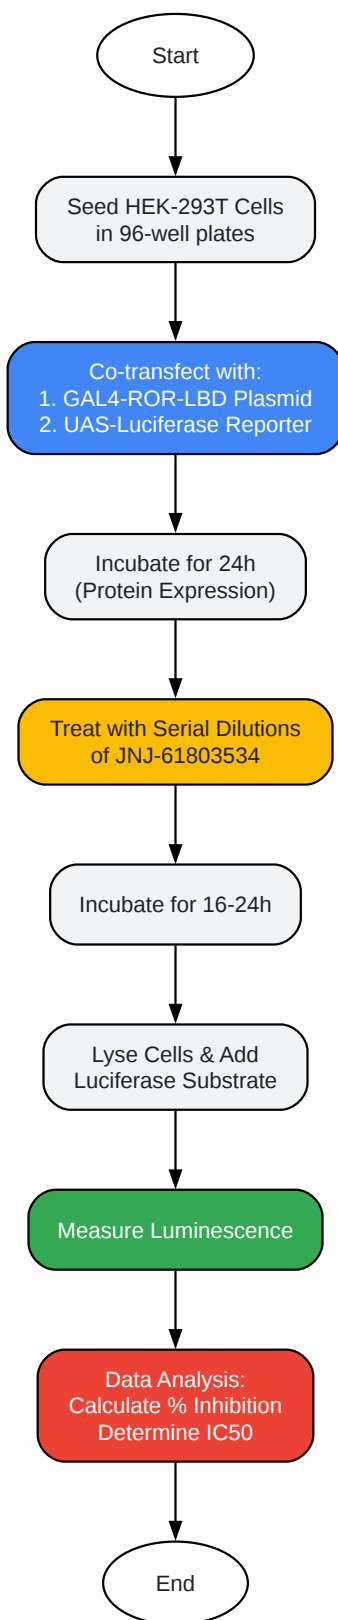 Start
Seed HEK-293T Cells
in 96-well plates
Co-transfect with:
1. GAL4-ROR-LBD Plasmid
2. UAS-Luciferase Reporter
Incubate for 24h
(Protein Expression)
Treat with Serial Dilutions
of JNJ-61803534
Incubate for 16-24h
Lyse Cells & Add
Luciferase Substrate
Measure Luminescence
Data Analysis:
Calculate % Inhibition
Determine IC50
End